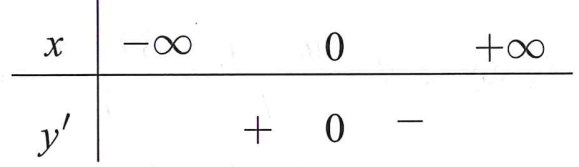 x −∞ 0 +∞
y′ + 0 −